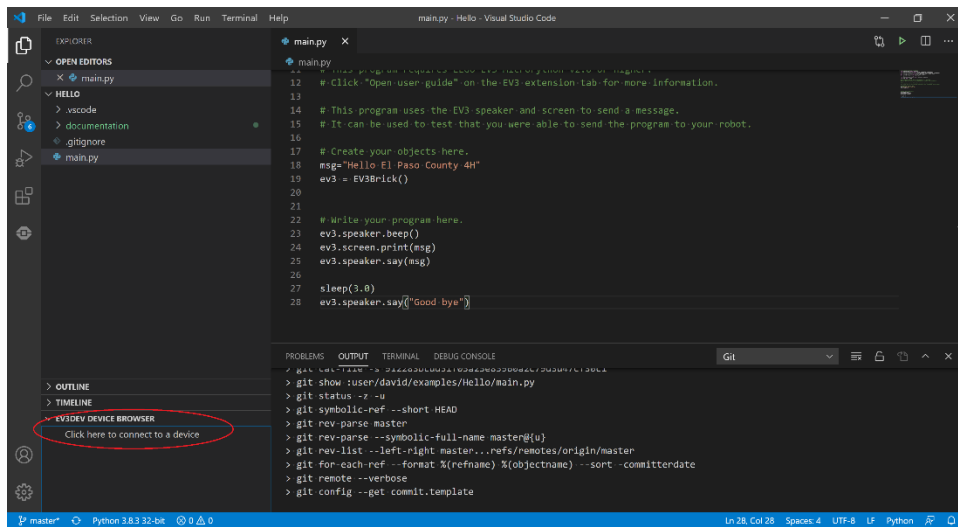 File Edit Selection View Go Run Terminal Help
main.py - Hello - Visual Studio Code
EXPLORER
OPEN EDITORS
main.py
HELLO
.vscode
documentation
.gitignore
main.py
OUTLINE
TIMELINE
EV3DEV DEVICE BROWSER
Click here to connect to a device
main.py
main.py
12 # Click "Open user guide" on the EV3 extension tab for more information.
13
14 # This program uses the EV3 speaker and screen to send a message.
15 # It can be used to test that you were able to send the program to your robot.
16
17 # Create your objects here.
18 msg="Hello El Paso County 4H"
19 ev3 = EV3Brick()
20
21
22 # Write your program here.
23 ev3.speaker.beep()
24 ev3.screen.print(msg)
25 ev3.speaker.say(msg)
26
27 sleep(3.0)
28 ev3.speaker.say("Good bye")
PROBLEMS OUTPUT TERMINAL DEBUG CONSOLE Git
> git show :user/david/examples/Hello/main.py
> git status -z -u
> git symbolic-ref --short HEAD
> git rev-parse master
> git rev-parse --symbolic-full-name master@{u}
> git rev-list --left-right master...refs/remotes/origin/master
> git for-each-ref --format %(refname) %(objectname) --sort -committerdate
> git remote --verbose
> git config --get commit.template
6
master* Python 3.8.3 32-bit 0 0 Ln 28, Col 28 Spaces: 4 UTF-8 LF Python